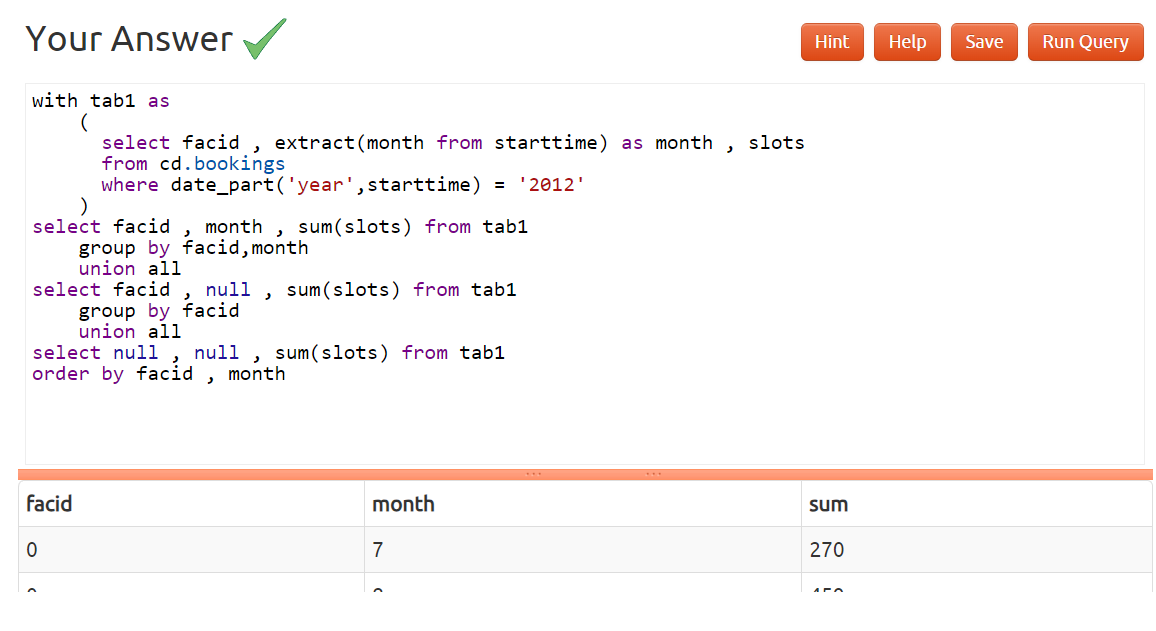 Your Answer
Hint Help Save Run Query
with tab1 as
(
select facid , extract(month from starttime) as month , slots
from cd.bookings
where date_part('year',starttime) = '2012'
)
select facid , month , sum(slots) from tab1
group by facid,month
union all
select facid , null , sum(slots) from tab1
group by facid
union all
select null , null , sum(slots) from tab1
order by facid , month
facid month sum
0 7 270